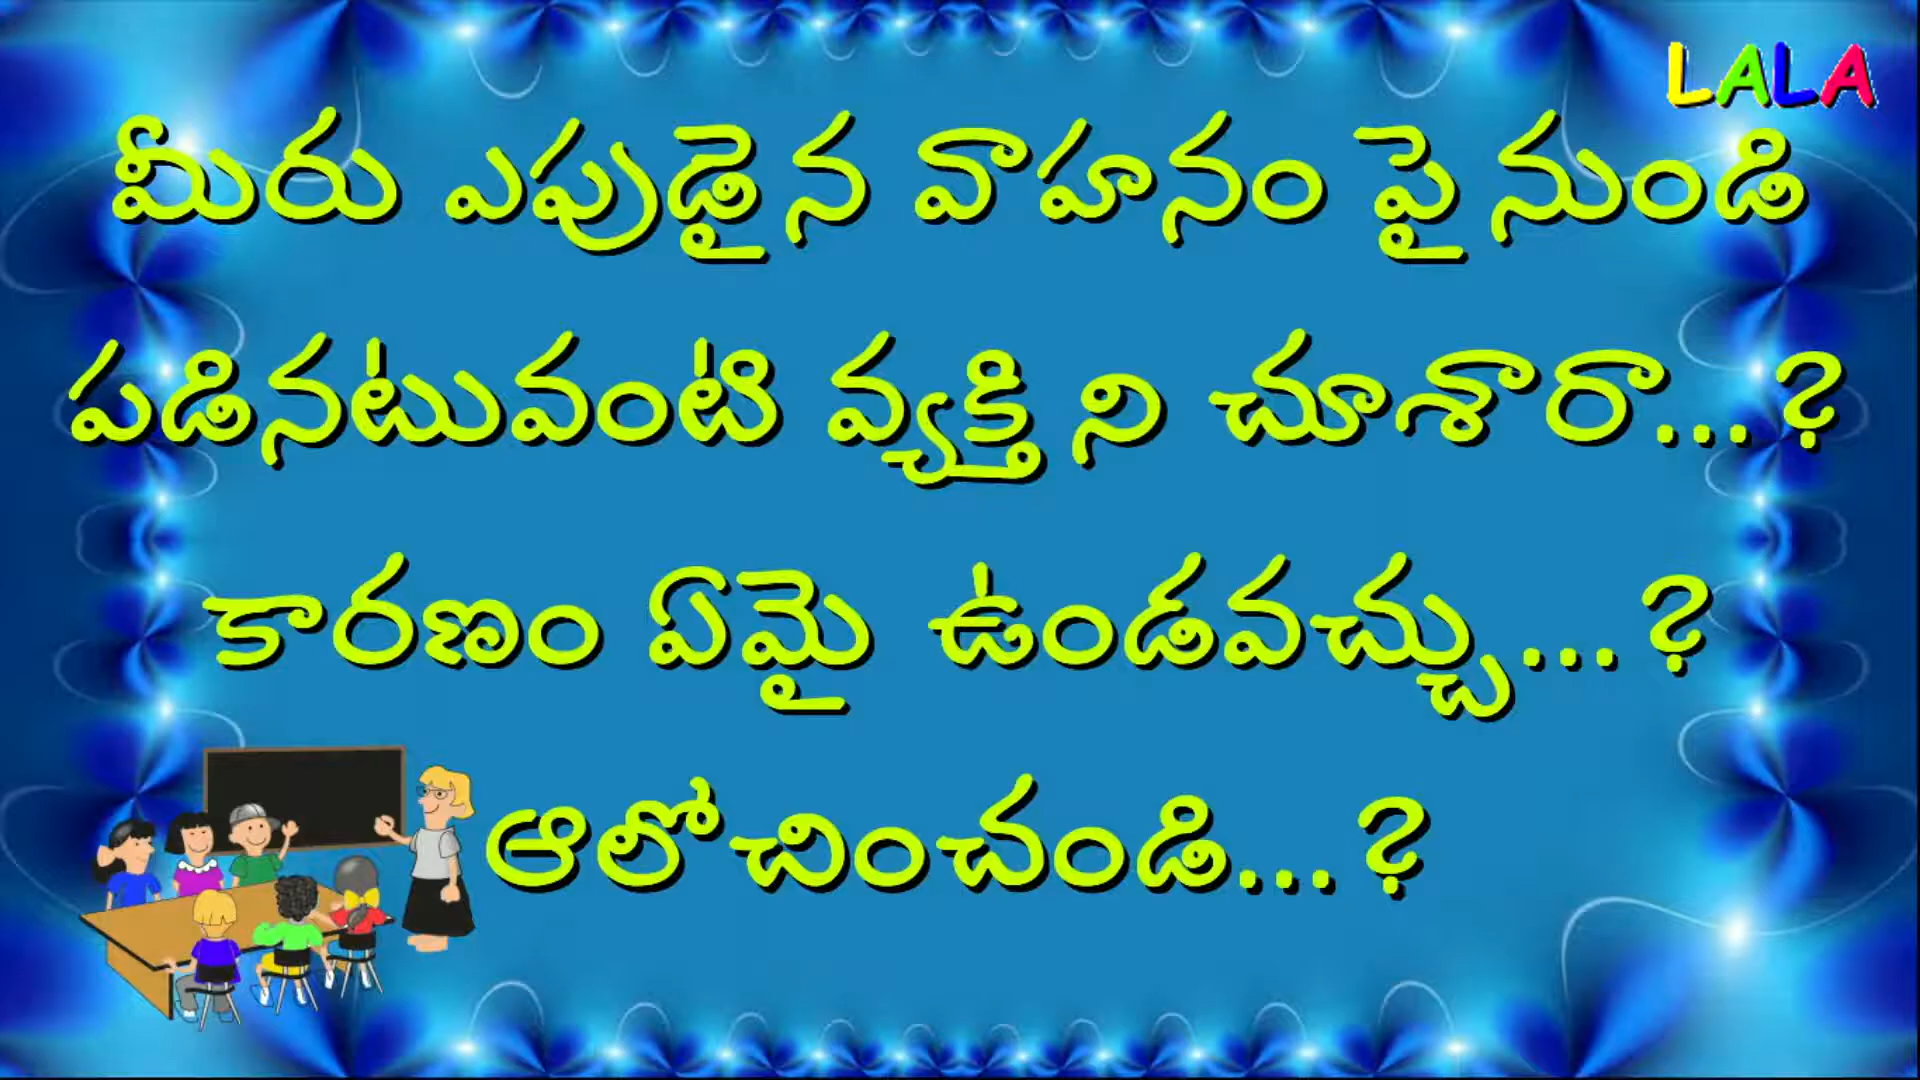 LALA
మీరు ఎపుడైన వాహనం పై నుండి
పడినటువంటి వ్యక్తి ని చూశారా...?
కారణం ఏమై ఉండవచ్చు...?
ఆలోచించండి...?